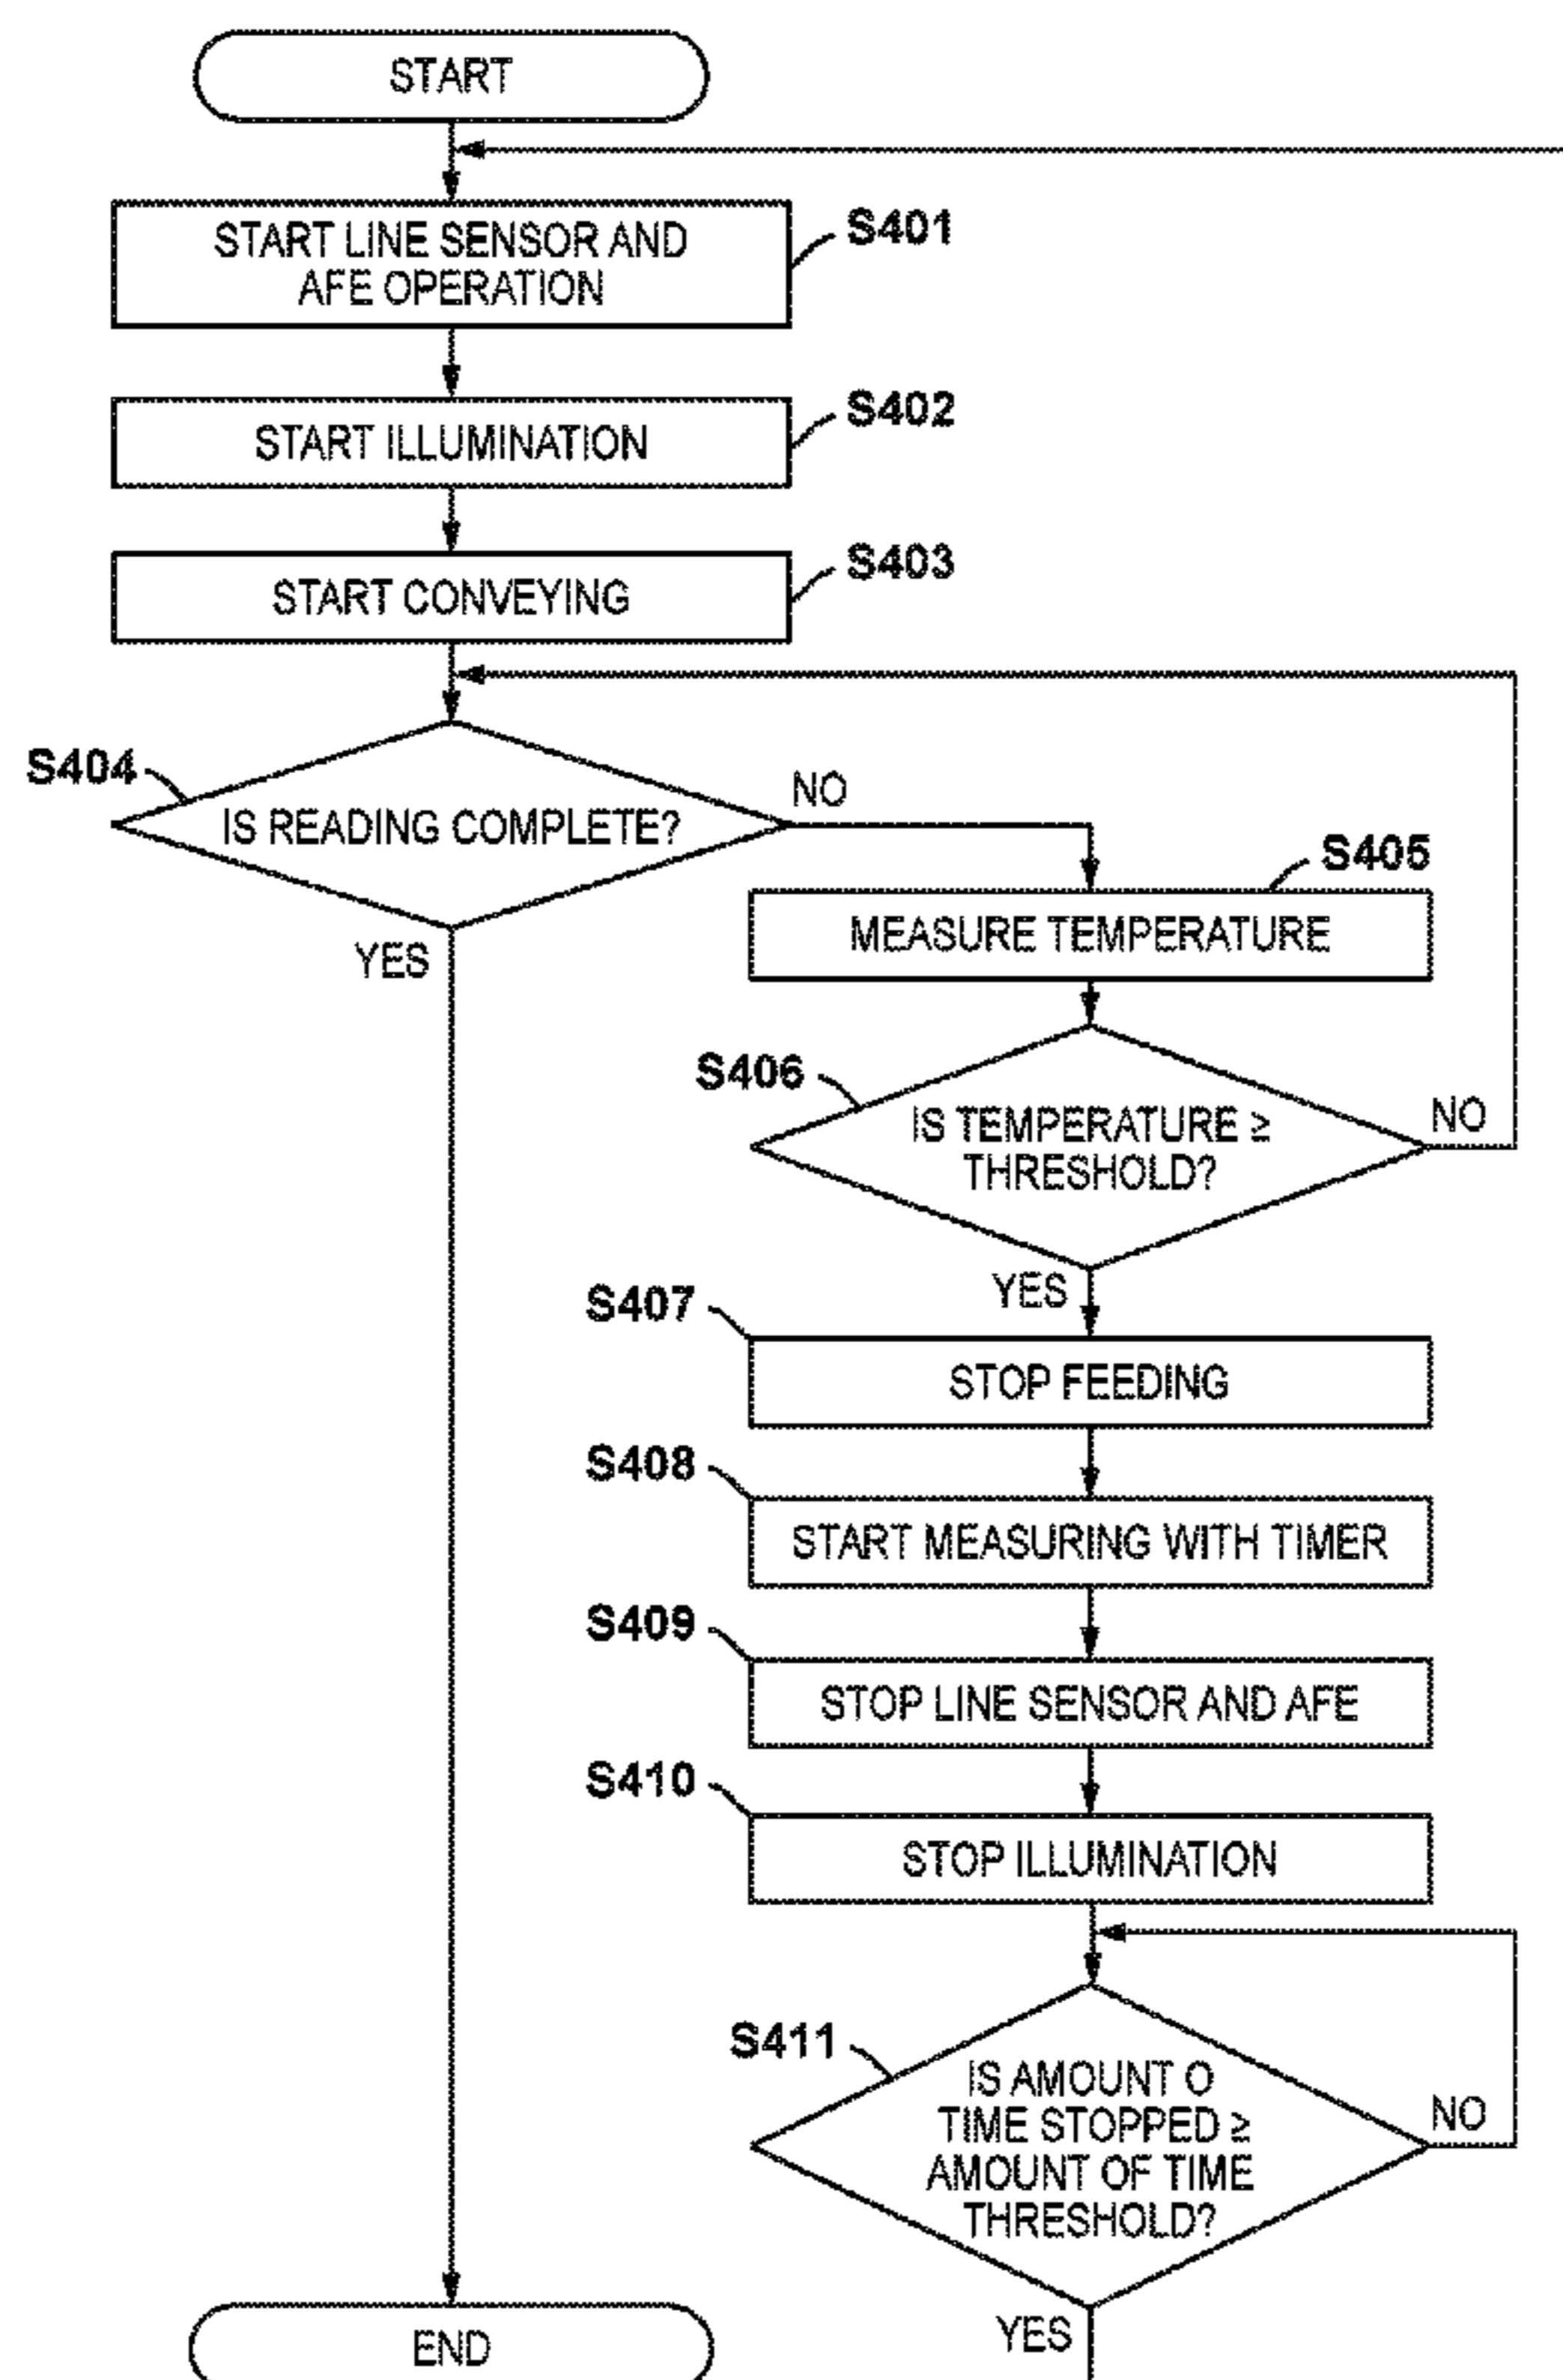 START
START LINE SENSOR AND
AFE OPERATION
S401
START ILLUMINATION
S402
START CONVEYING
S403
S404
IS READING COMPLETE?
NO
YES
S405
MEASURE TEMPERATURE
S406
IS TEMPERATURE ≥
THRESHOLD?
NO
YES
S407
STOP FEEDING
S408
START MEASURING WITH TIMER
S409
STOP LINE SENSOR AND AFE
S410
STOP ILLUMINATION
S411
IS AMOUNT O
TIME STOPPED ≥
AMOUNT OF TIME
THRESHOLD?
NO
YES
END